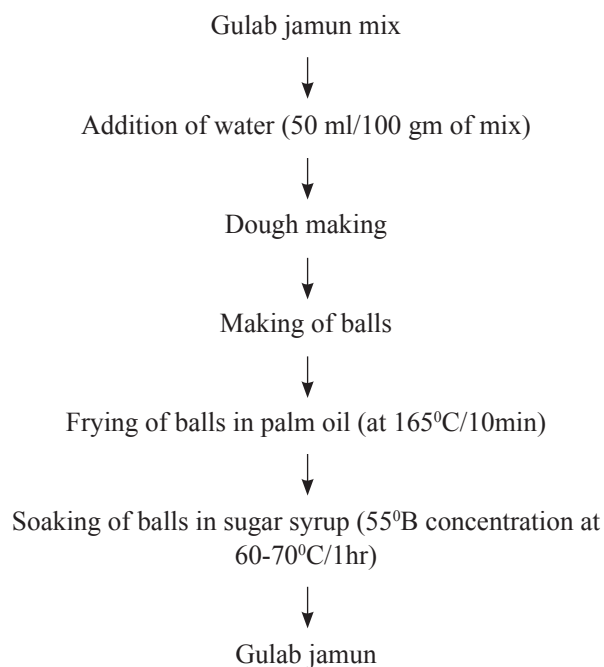 Gulab jamun mix
Addition of water (50 ml/100 gm of mix)
Dough making
Making of balls
Frying of balls in palm oil (at 165⁰C/10min)
Soaking of balls in sugar syrup (55⁰B concentration at
60-70⁰C/1hr)
Gulab jamun